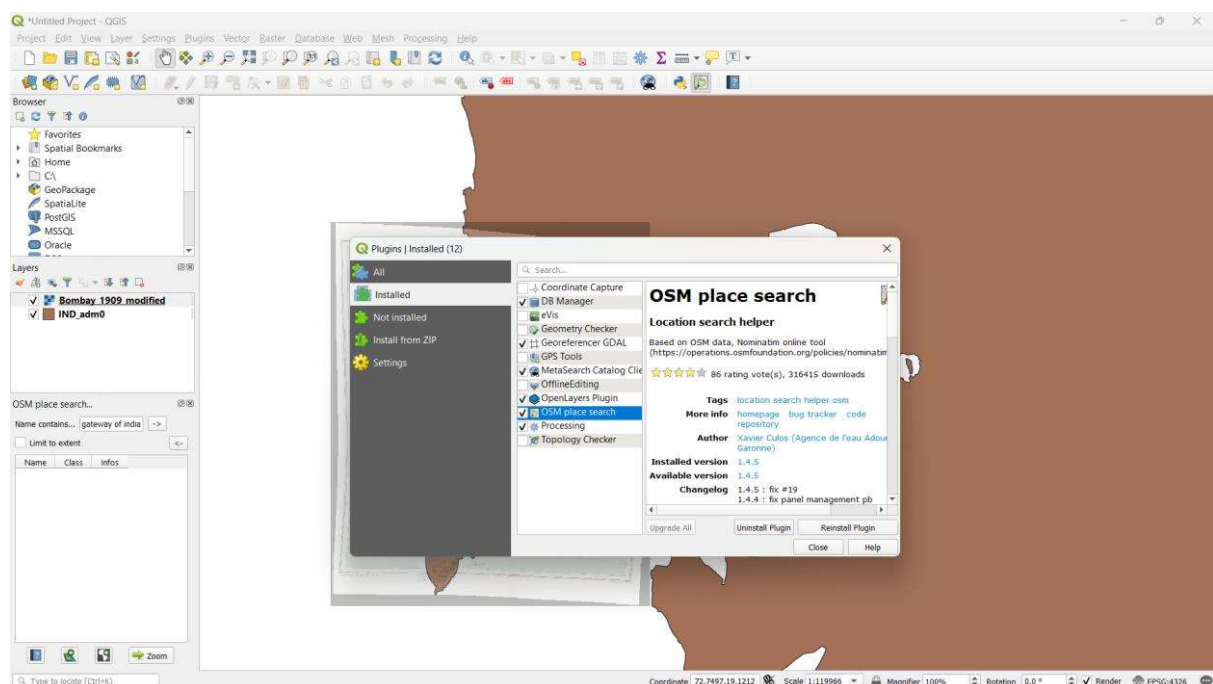 *Untitled Project - QGIS
Project Edit View Layer Settings Plugins Vector Raster Database Web Mesh Processing Help
Browser
Favorites
Spatial Bookmarks
Home
C:\
GeoPackage
SpatiaLite
PostGIS
MSSQL
Oracle
Layers
Bombay 1909 modified
IND_adm0
OSM place search...
Name contains... gateway of india ->
Limit to extent <-
Name Class Infos
Zoom
Plugins | Installed (12)
All
Installed
Not installed
Install from ZIP
Settings
Search...
Coordinate Capture
DB Manager
eVis
Geometry Checker
Georeferencer GDAL
GPS Tools
MetaSearch Catalog Clie
OfflineEditing
OpenLayers Plugin
OSM place search
Processing
Topology Checker
OSM place search
Location search helper
Based on OSM data, Nominatim online tool
(https://operations.osmfoundation.org/policies/nominatim
86 rating vote(s), 316415 downloads
Tags location search helper osm
More info homepage bug tracker code
repository
Author Xavier Culos (Agence de l'eau Adour
Garonne)
Installed version 1.4.5
Available version 1.4.5
Changelog 1.4.5 : fix #19
1.4.4 : fix panel management pb
Upgrade All Uninstall Plugin Reinstall Plugin
Close Help
Type to locate (Ctrl+K) Coordinate 72.7497,19.1212 Scale 1:119966 Magnifier 100% Rotation 0.0 ° Render EPSG:4326